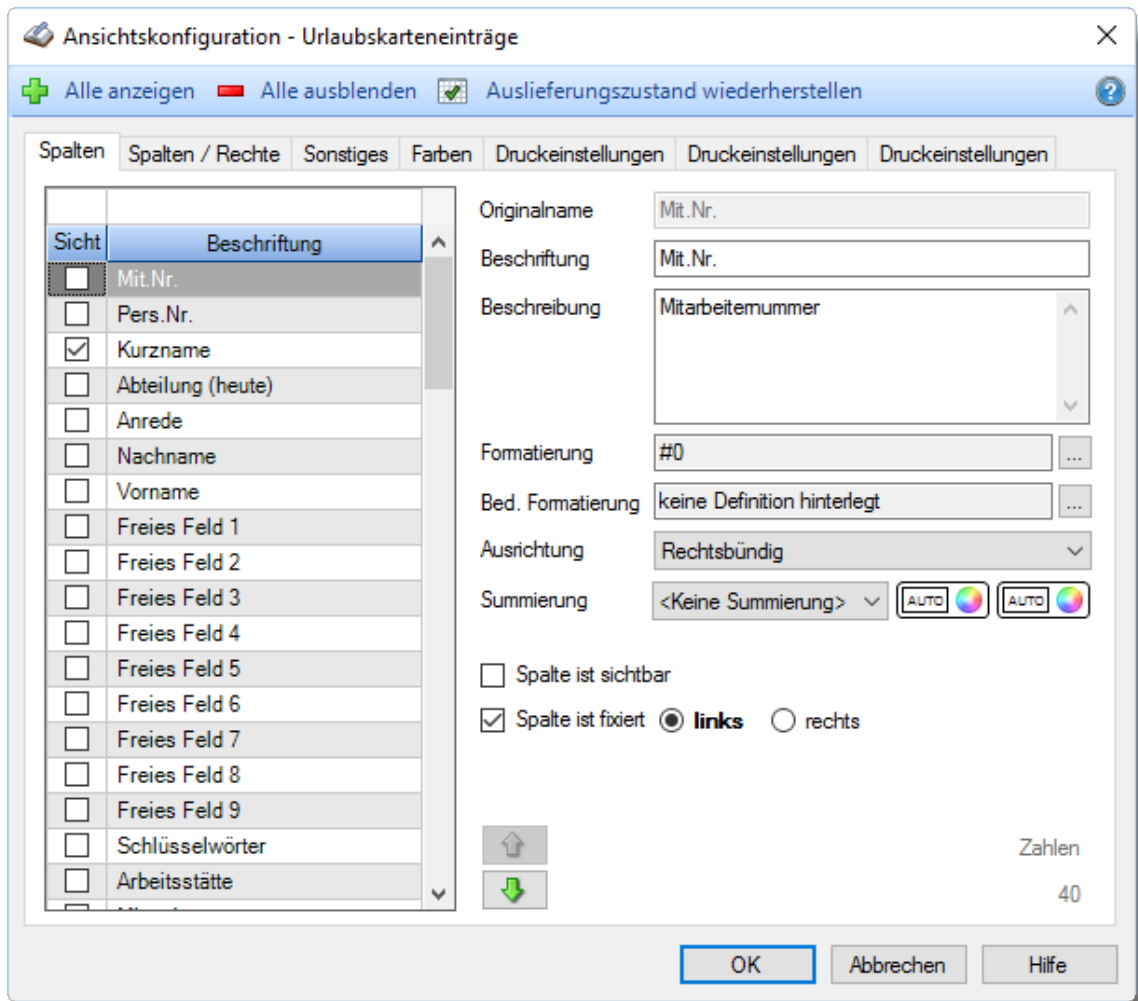 Ansichtskonfiguration - Urlaubskarteneinträge
Alle anzeigen Alle ausblenden Auslieferungszustand wiederherstellen
Spalten Spalten / Rechte Sonstiges Farben Druckeinstellungen Druckeinstellungen Druckeinstellungen
Sicht Beschriftung
Mit.Nr.
Pers.Nr.
Kurzname
Abteilung (heute)
Anrede
Nachname
Vorname
Freies Feld 1
Freies Feld 2
Freies Feld 3
Freies Feld 4
Freies Feld 5
Freies Feld 6
Freies Feld 7
Freies Feld 8
Freies Feld 9
Schlüsselwörter
Arbeitsstätte
Originalname Mit.Nr.
Beschriftung Mit.Nr.
Beschreibung Mitarbeiternummer
Formatierung #0 ...
Bed. Formatierung keine Definition hinterlegt ...
Ausrichtung Rechtsbündig
Summierung <Keine Summierung> AUTO AUTO
Spalte ist sichtbar
Spalte ist fixiert links rechts
Zahlen
40
OK Abbrechen Hilfe